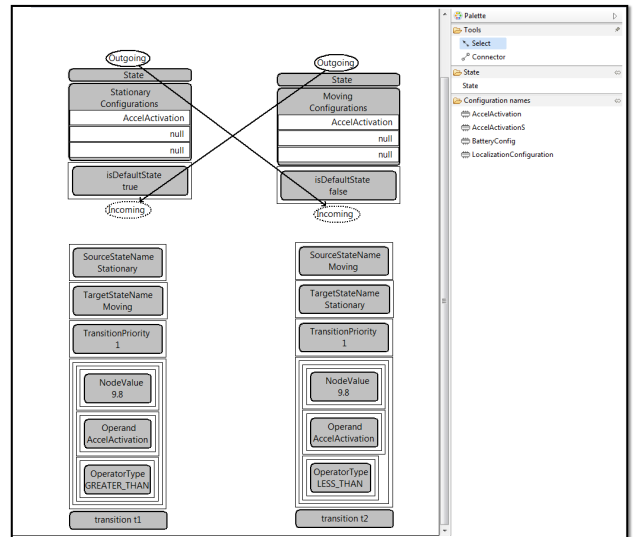 Outgoing
State
Stationary
Configurations
AccelActivation
null
null
isDefaultState
true
Incoming
Outgoing
State
Moving
Configurations
AccelActivation
null
null
isDefaultState
false
Incoming
SourceStateName
Stationary
TargetStateName
Moving
TransitionPriority
1
NodeValue
9.8
Operand
AccelActivation
OperatorType
GREATER_THAN
transition t1
SourceStateName
Moving
TargetStateName
Stationary
TransitionPriority
1
NodeValue
9.8
Operand
AccelActivation
OperatorType
LESS_THAN
transition t2
Palette
Tools
Select
Connector
State
State
Configuration names
AccelActivation
AccelActivationS
BatteryConfig
LocalizationConfiguration